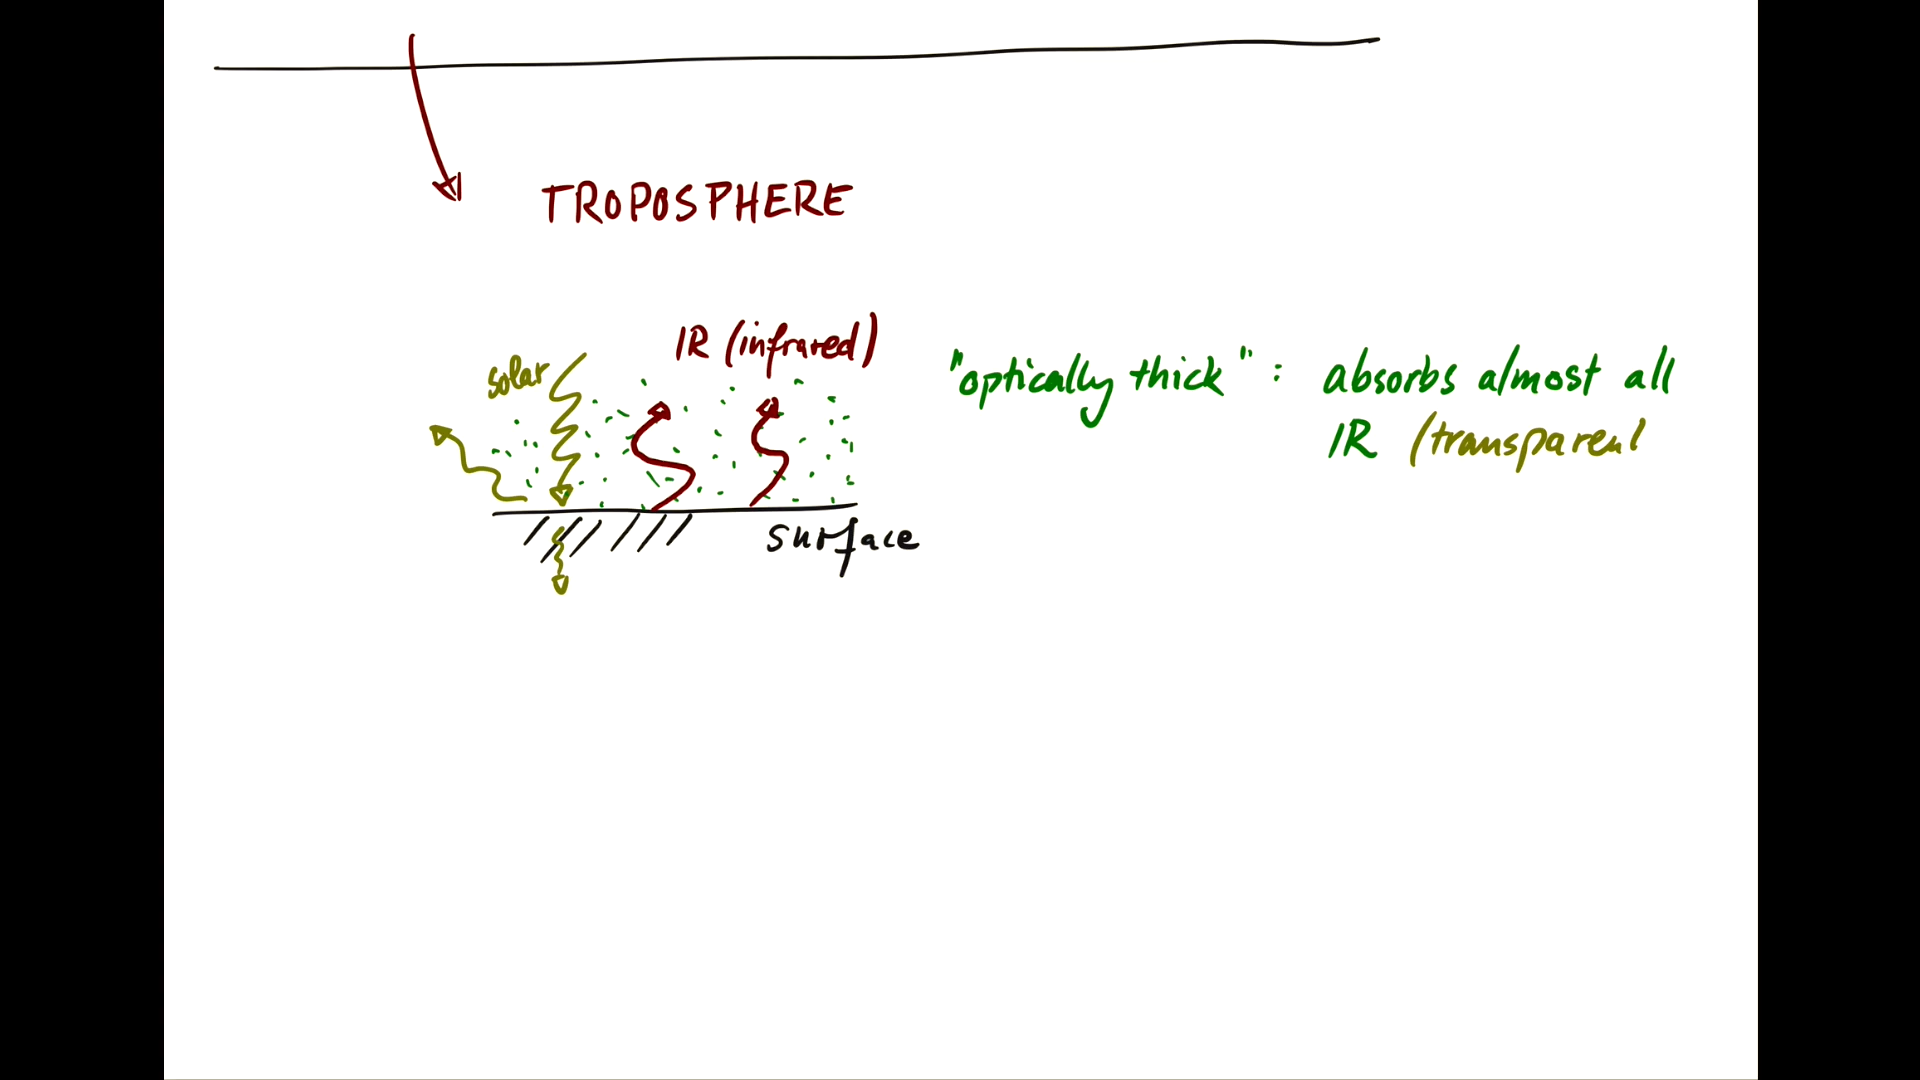 TROPOSPHERE
IR (infrared)
solar
"optically thick" : absorbs almost all
IR (transparent
surface